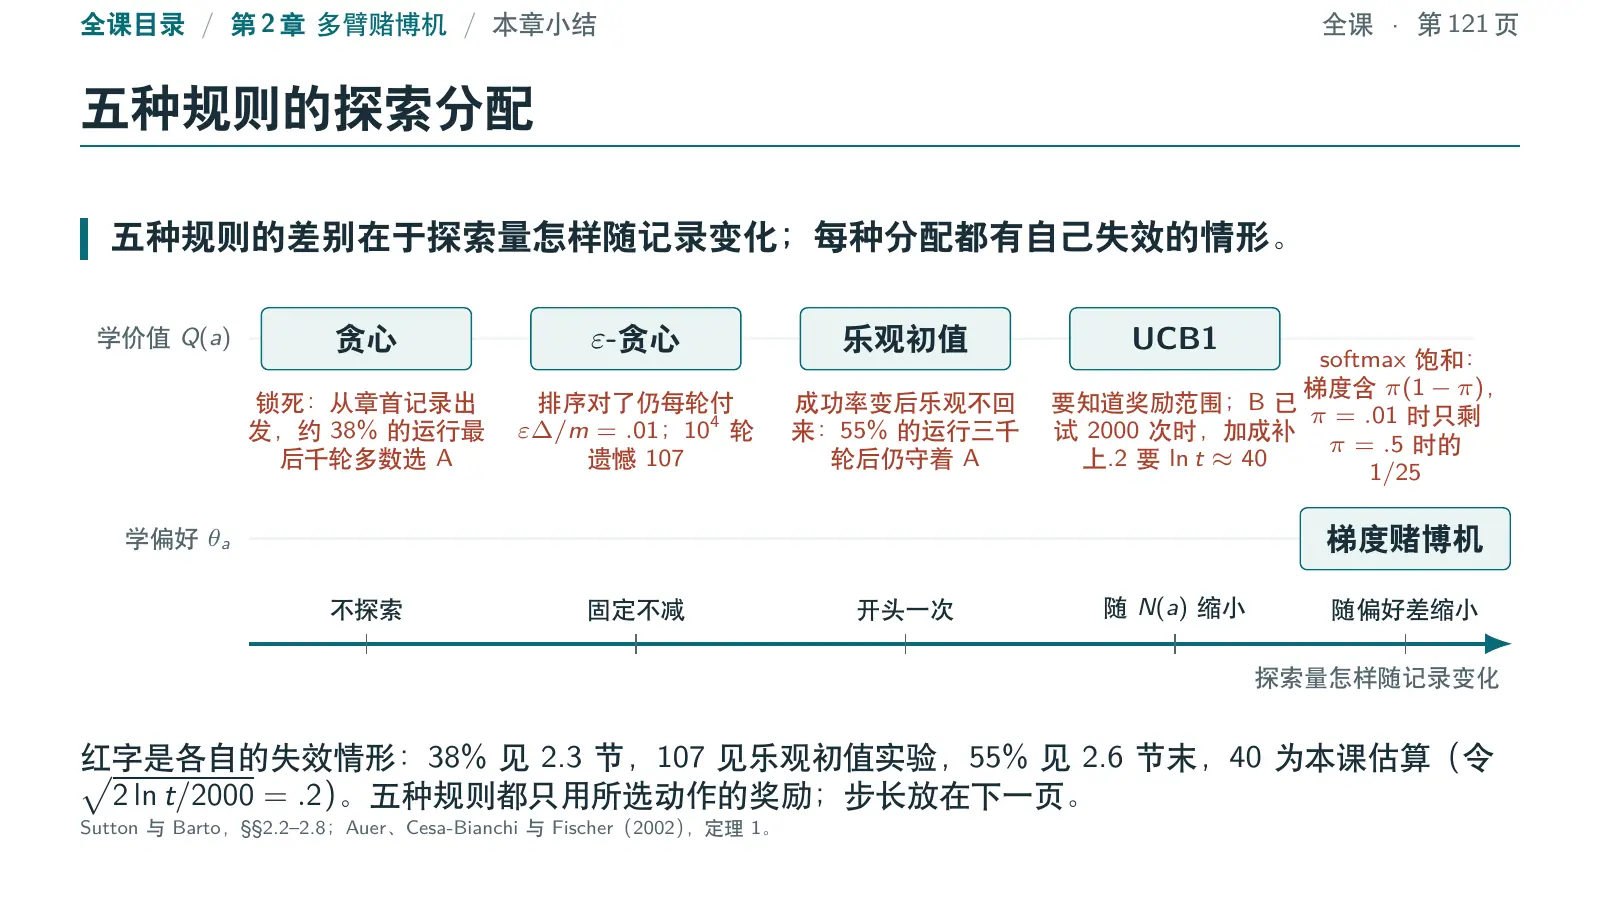 全课目录 / 第 2 章 多臂赌博机 / 本章小结
全课 · 第 121 页
五种规则的探索分配
五种规则的差别在于探索量怎样随记录变化；每种分配都有自己失效的情形。
学价值 Q(a)
贪心
ε-贪心
乐观初值
UCB1
锁死：从章首记录出
发，约 38% 的运行最
后千轮多数选 A
排序对了仍每轮付
εΔ/m = .01；10⁴ 轮
遗憾 107
成功率变后乐观不回
来：55% 的运行三千
轮后仍守着 A
要知道奖励范围；B 已
试 2000 次时，加成补
上.2 要 ln t ≈ 40
softmax 饱和：
梯度含 π(1 − π)，
π = .01 时只剩
π = .5 时的
1/25
学偏好 θₐ
梯度赌博机
不探索
固定不减
开头一次
随 N(a) 缩小
随偏好差缩小
探索量怎样随记录变化
红字是各自的失效情形：38% 见 2.3 节，107 见乐观初值实验，55% 见 2.6 节末，40 为本课估算（令
√2 ln t/2000 = .2）。五种规则都只用所选动作的奖励；步长放在下一页。
Sutton 与 Barto，§§2.2–2.8；Auer、Cesa-Bianchi 与 Fischer（2002），定理 1。